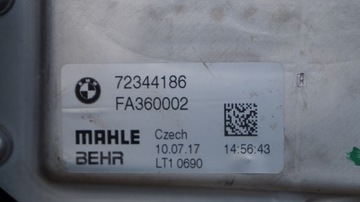 72344186
FA360002
MAHLE
BEHR
Czech
10.07.17 14:56:43
LT1 0690